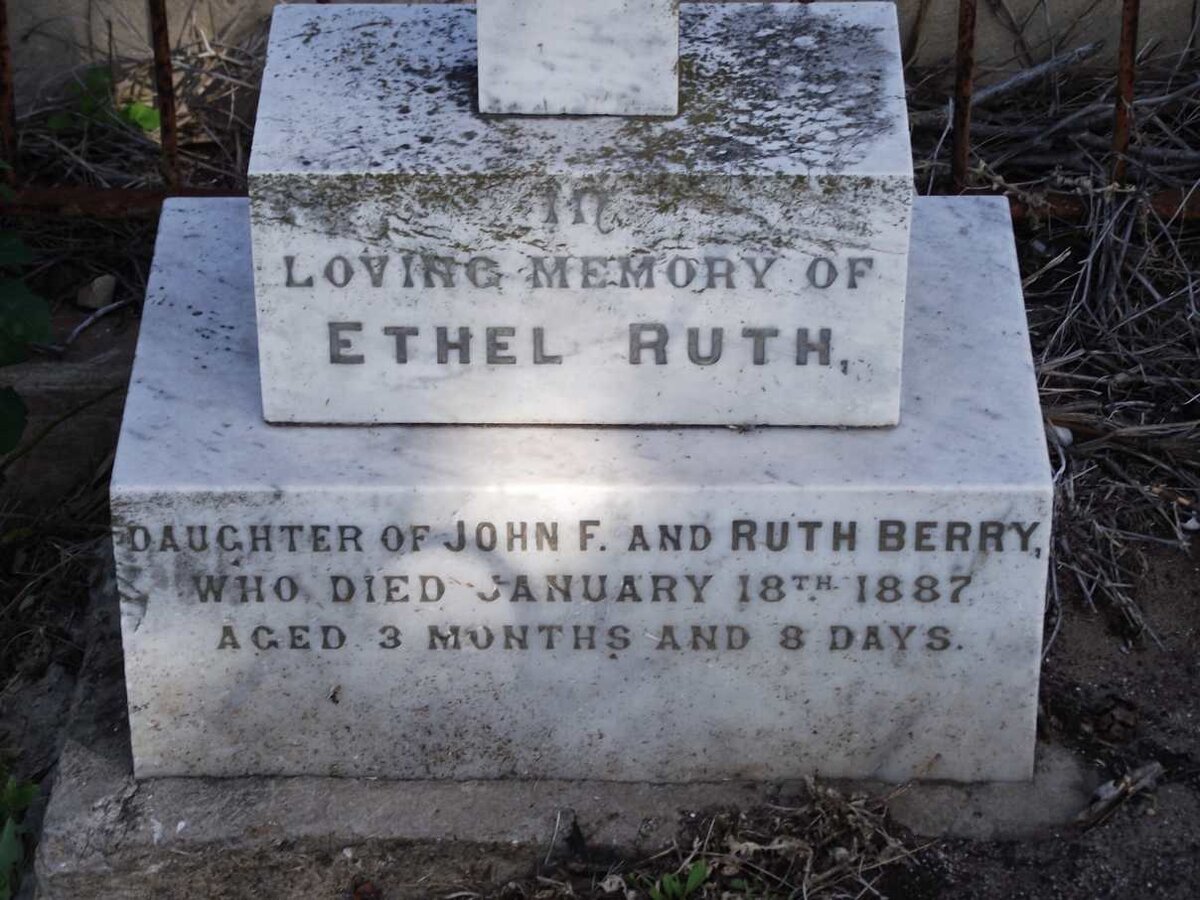 In
LOVING MEMORY OF
ETHEL RUTH,
DAUGHTER OF JOHN F. AND RUTH BERRY,
WHO DIED JANUARY 18TH. 1887
AGED 3 MONTHS AND 8 DAYS.